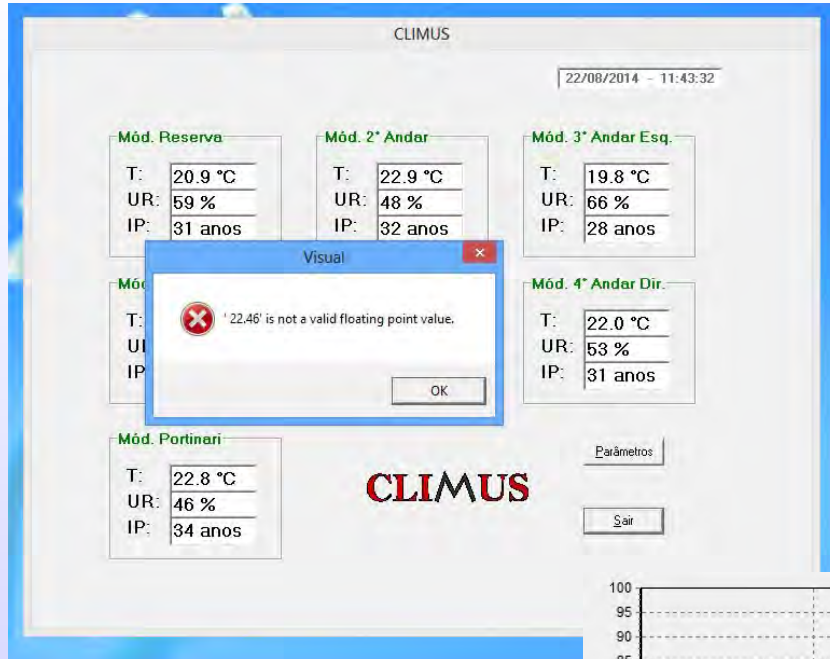 CLIMUS
22/08/2014 - 11:43:32
Mód. Reserva
T: 20.9 °C
UR: 59 %
IP: 31 anos
Mód. 2° Andar
T: 22.9 °C
UR: 48 %
IP: 32 anos
Mód. 3° Andar Esq.
T: 19.8 °C
UR: 66 %
IP: 28 anos
Visual
' 22.46' is not a valid floating point value.
OK
T:
IP
Mód. 4° Andar Dir.
T: 22.0 °C
UR: 53 %
IP: 31 anos
Mód. Portinari
T: 22.8 °C
UR: 46 %
IP: 34 anos
CLIMUS
Parâmetros
Sair
100
95
90